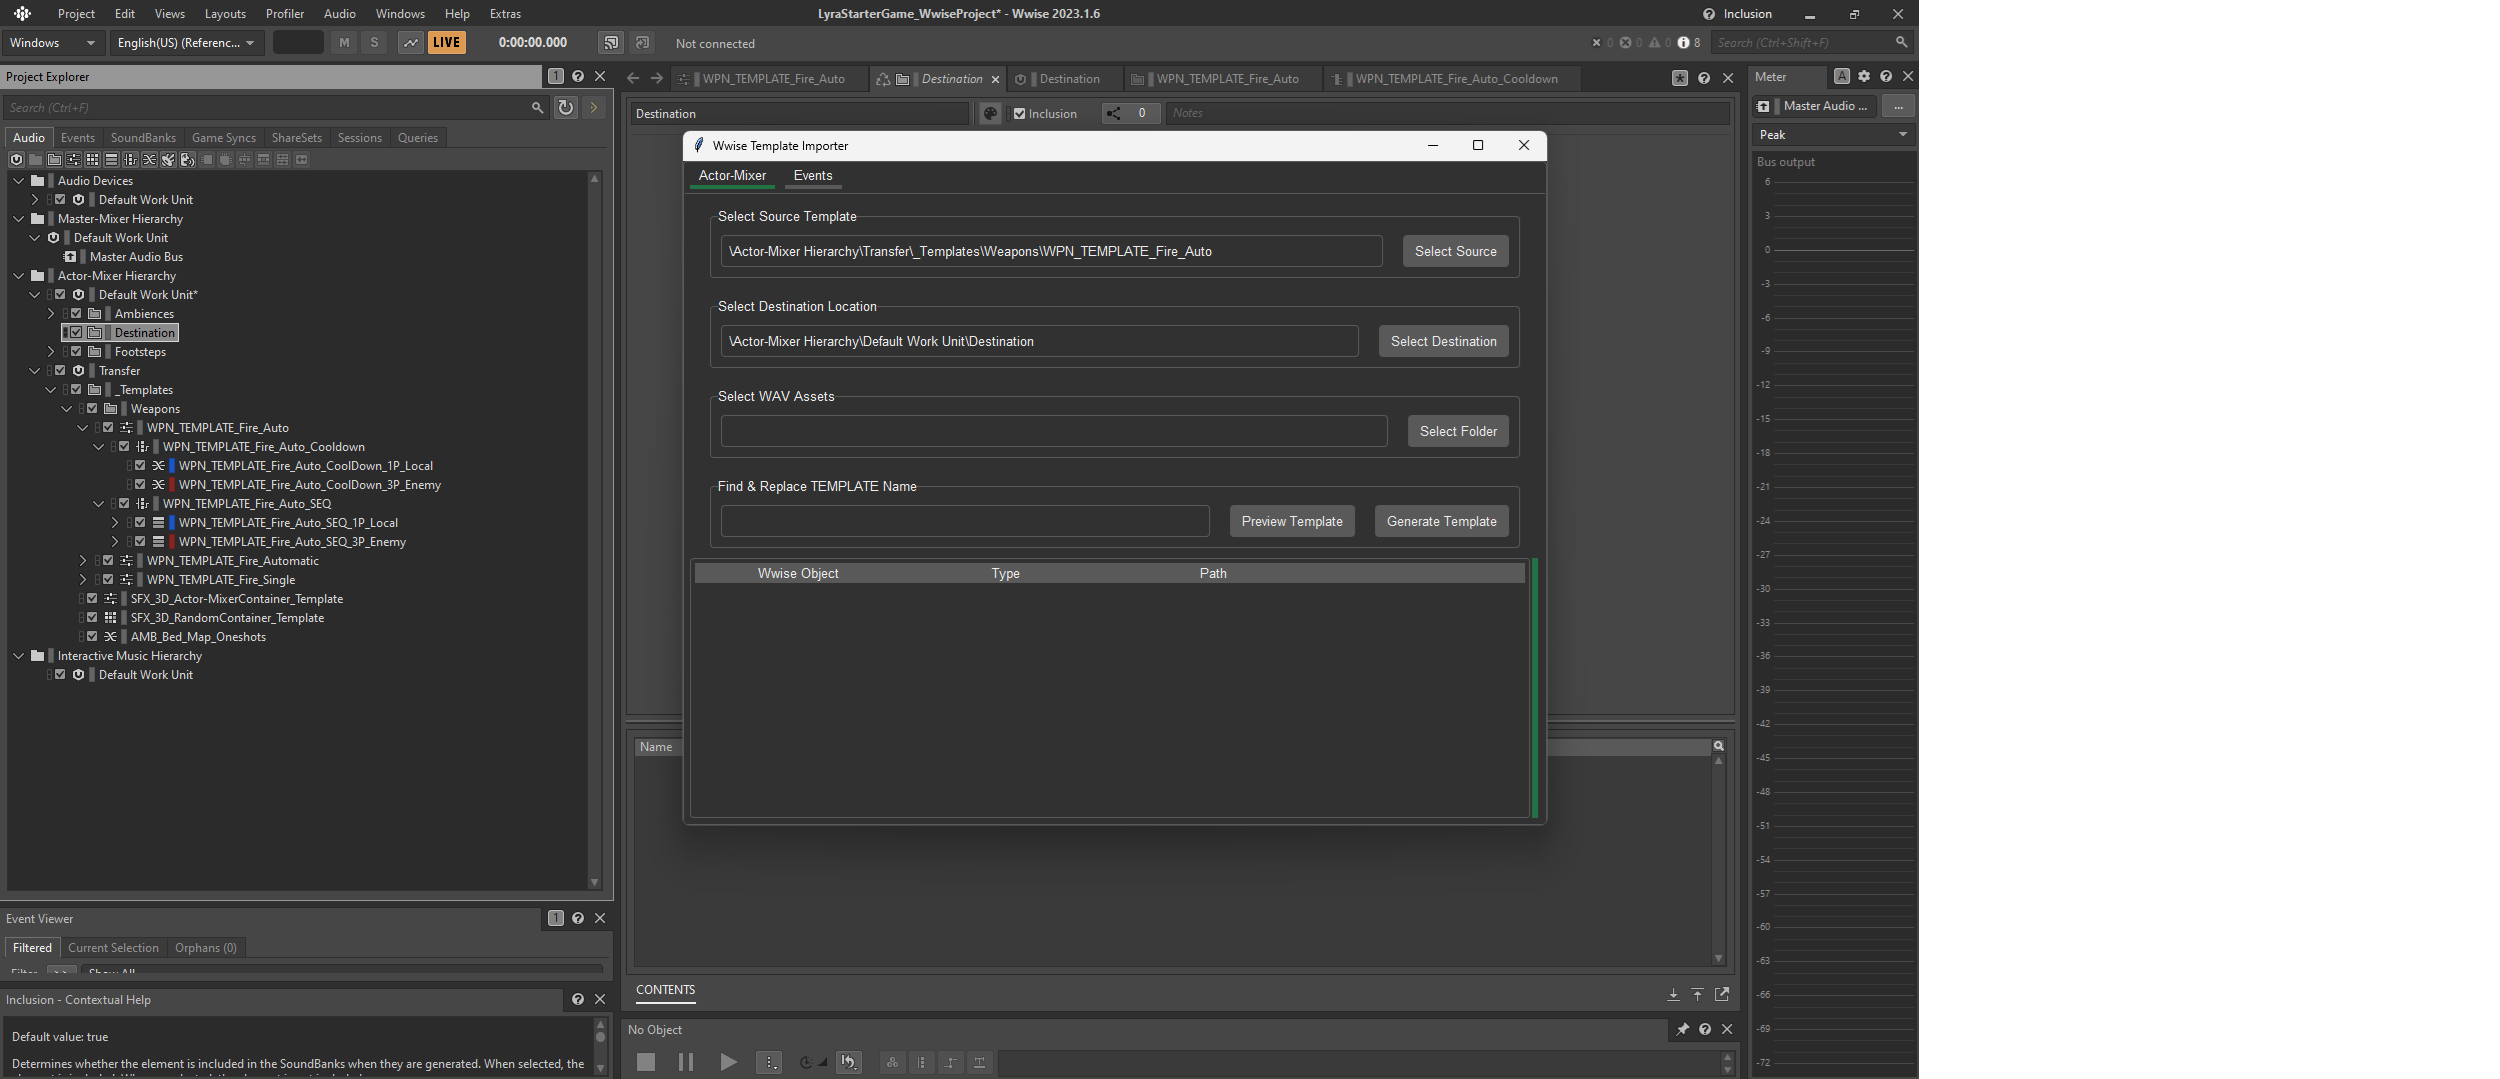 Project Edit Views Layouts Profiler Audio Windows Help Extras LyraStarterGame_WwiseProject* - Wwise 2023.1.6 Inclusion
Windows English(US) (Referenc... M S LIVE 0:00:00.000 Not connected 0 0 0 8 Search (Ctrl+Shift+F)
Project Explorer 1
Search (Ctrl+F)
Audio Events SoundBanks Game Syncs ShareSets Sessions Queries
Audio Devices
Default Work Unit
Master-Mixer Hierarchy
Default Work Unit
Master Audio Bus
Actor-Mixer Hierarchy
Default Work Unit*
Ambiences
Destination
Footsteps
Transfer
_Templates
Weapons
WPN_TEMPLATE_Fire_Auto
WPN_TEMPLATE_Fire_Auto_Cooldown
WPN_TEMPLATE_Fire_Auto_CoolDown_1P_Local
WPN_TEMPLATE_Fire_Auto_CoolDown_3P_Enemy
WPN_TEMPLATE_Fire_Auto_SEQ
WPN_TEMPLATE_Fire_Auto_SEQ_1P_Local
WPN_TEMPLATE_Fire_Auto_SEQ_3P_Enemy
WPN_TEMPLATE_Fire_Automatic
WPN_TEMPLATE_Fire_Single
SFX_3D_Actor-MixerContainer_Template
SFX_3D_RandomContainer_Template
AMB_Bed_Map_Oneshots
Interactive Music Hierarchy
Default Work Unit
Event Viewer 1
Filtered Current Selection Orphans (0)
Filter >> Show All
Inclusion - Contextual Help
Default value: true
Determines whether the element is included in the SoundBanks when they are generated. When selected, the
WPN_TEMPLATE_Fire_Auto Destination Destination WPN_TEMPLATE_Fire_Auto WPN_TEMPLATE_Fire_Auto_Cooldown
Destination Inclusion 0 Notes
Wwise Template Importer
Actor-Mixer Events
Select Source Template
\Actor-Mixer Hierarchy\Transfer\_Templates\Weapons\WPN_TEMPLATE_Fire_Auto Select Source
Select Destination Location
\Actor-Mixer Hierarchy\Default Work Unit\Destination Select Destination
Select WAV Assets
Select Folder
Find & Replace TEMPLATE Name
Preview Template Generate Template
Wwise Object Type Path
Name
CONTENTS
No Object
Meter A
Master Audio ... ...
Peak
Bus output
6
3
0
-3
-6
-9
-12
-15
-18
-21
-24
-27
-30
-33
-36
-39
-42
-45
-48
-51
-54
-57
-60
-63
-66
-69
-72